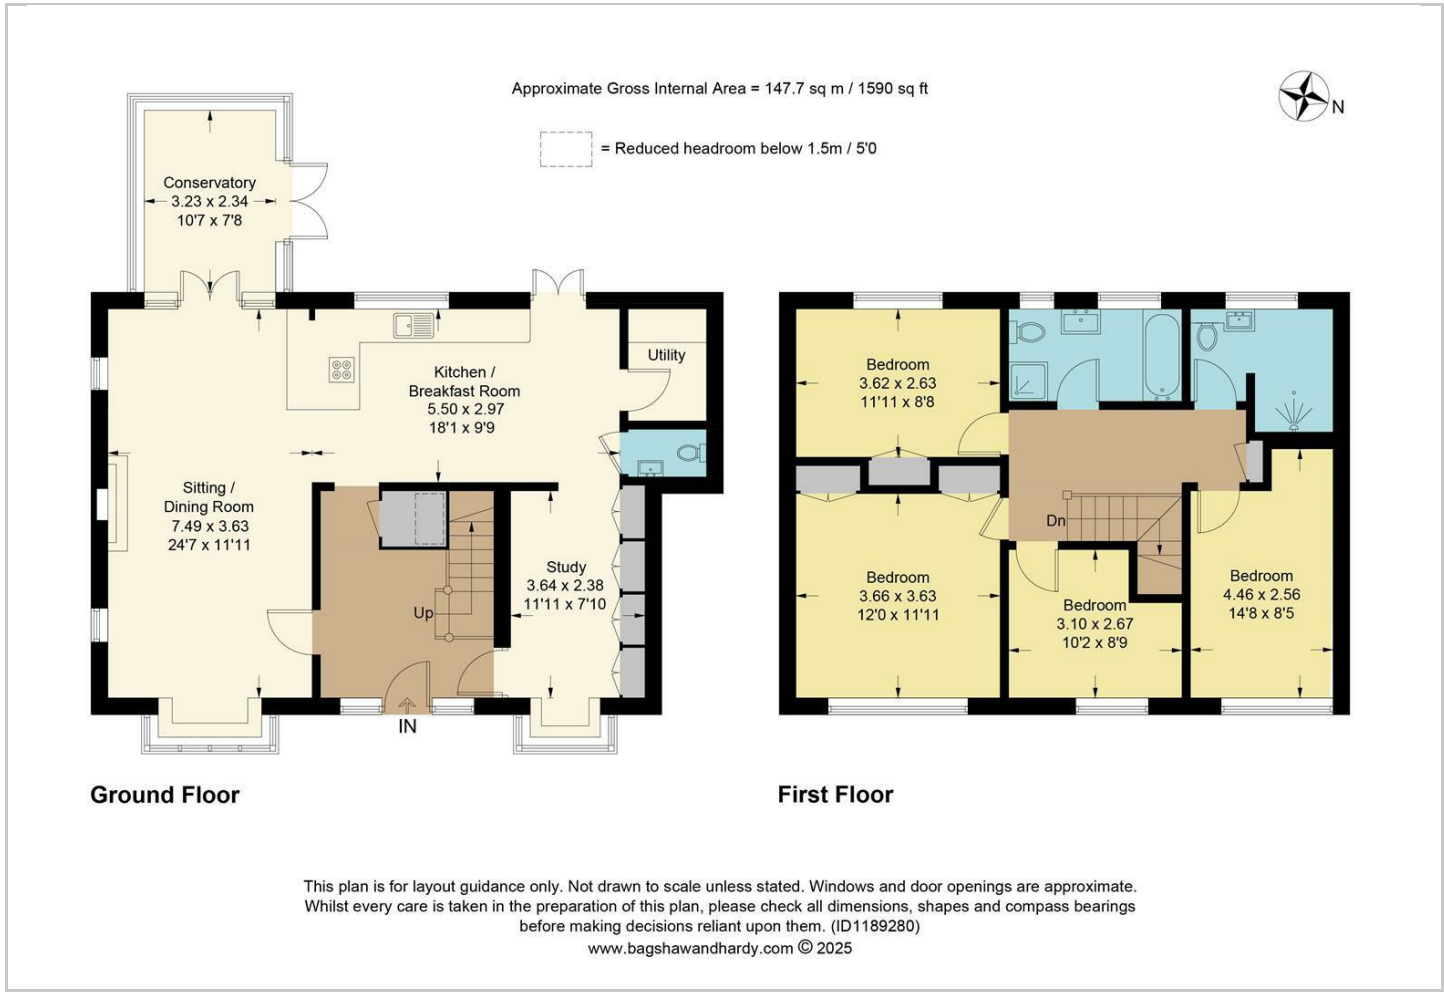 Approximate Gross Internal Area = 147.7 sq m / 1590 sq ft
N
= Reduced headroom below 1.5m / 5'0
Conservatory
3.23 x 2.34
10'7 x 7'8
Kitchen /
Breakfast Room
5.50 x 2.97
18'1 x 9'9
Utility
Sitting /
Dining Room
7.49 x 3.63
24'7 x 11'11
Up
Study
3.64 x 2.38
11'11 x 7'10
IN
Ground Floor
Bedroom
3.62 x 2.63
11'11 x 8'8
Dn
Bedroom
3.66 x 3.63
12'0 x 11'11
Bedroom
3.10 x 2.67
10'2 x 8'9
Bedroom
4.46 x 2.56
14'8 x 8'5
First Floor
This plan is for layout guidance only. Not drawn to scale unless stated. Windows and door openings are approximate.
Whilst every care is taken in the preparation of this plan, please check all dimensions, shapes and compass bearings
before making decisions reliant upon them. (ID1189280)
www.bagshawandhardy.com © 2025